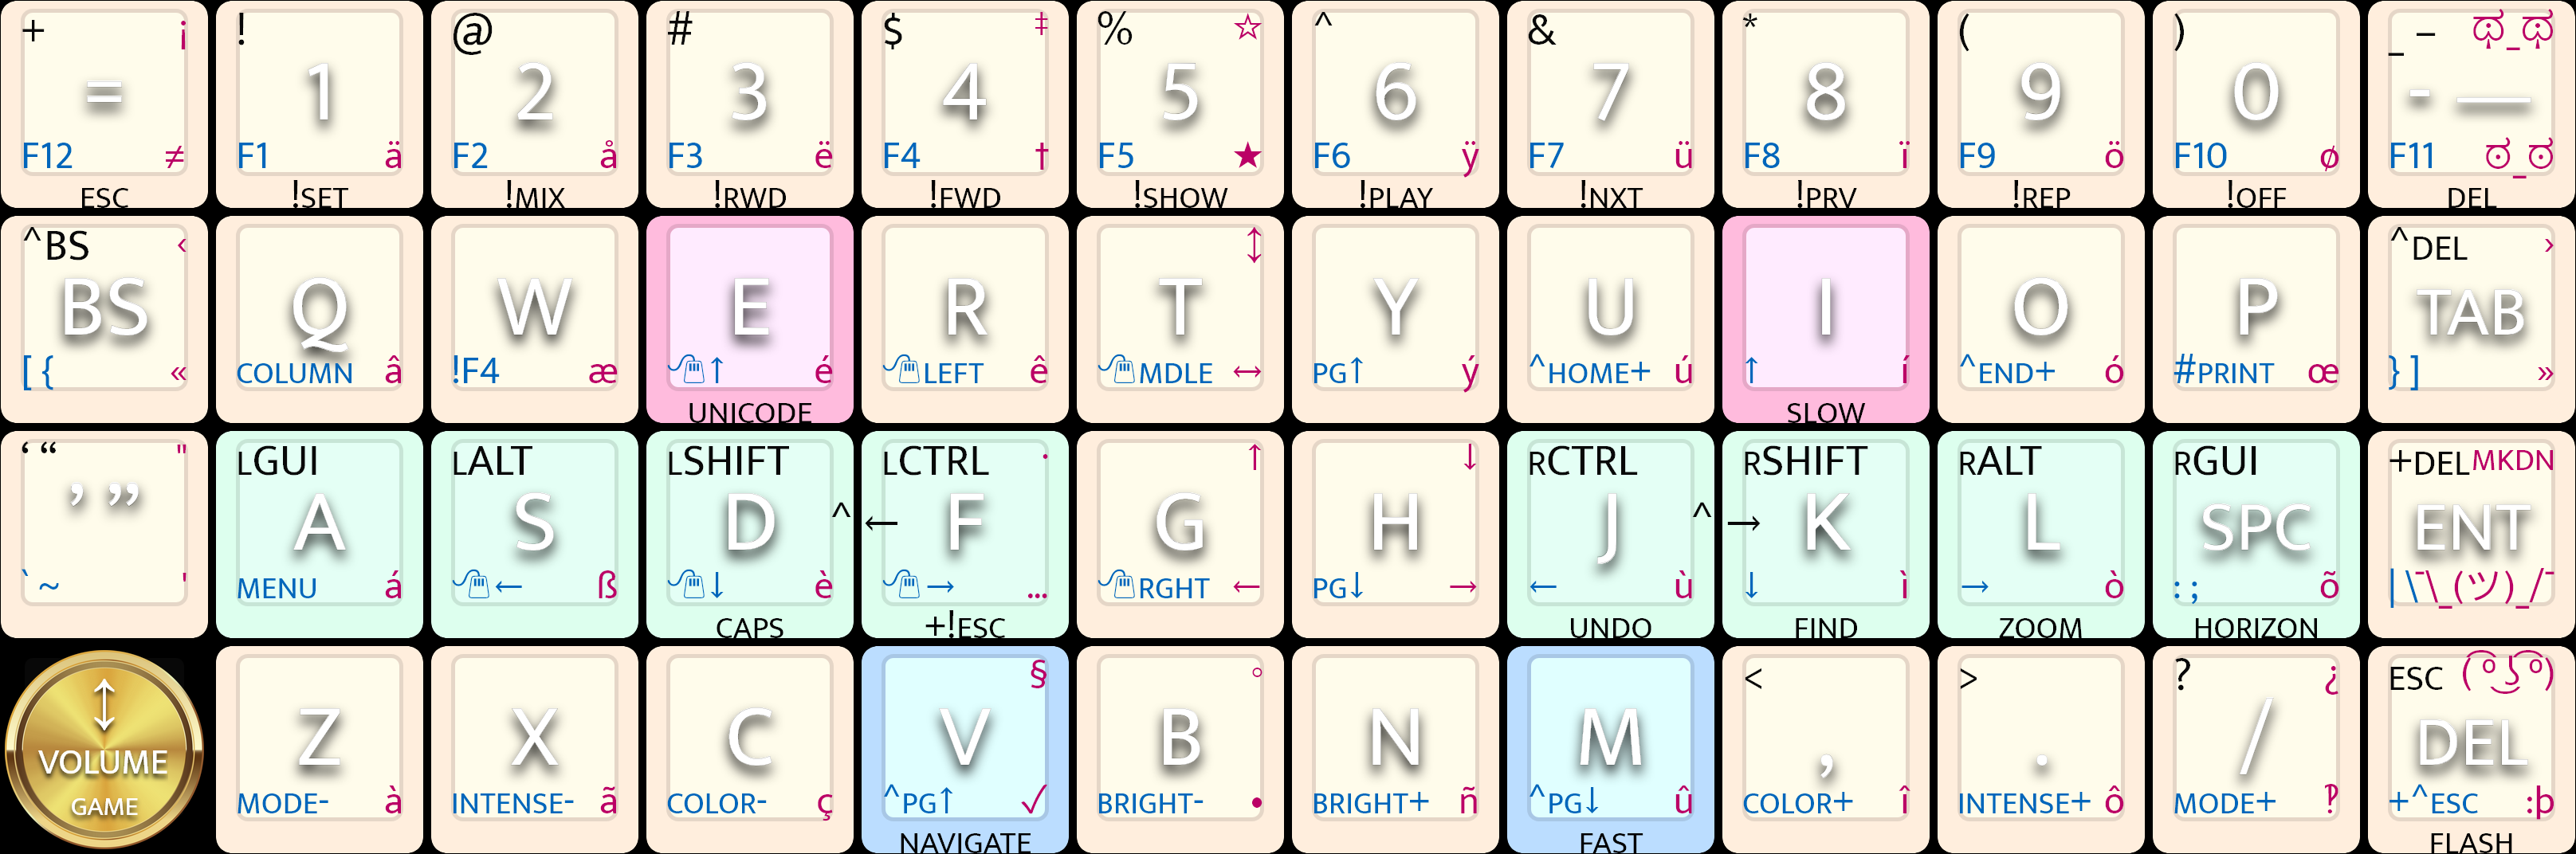 + ¡ ! @ # $ ‡ % ☆ ^ & * ( ) _ – ಠ_ಠ
= 1 2 3 4 5 6 7 8 9 0 - —
F12 ≠ F1 ä F2 å F3 ë F4 † F5 ★ F6 ÿ F7 ü F8 ï F9 ö F10 ø F11 ಠ_ಠ
ESC !SET !MIX !RWD !FWD !SHOW !PLAY !NXT !PRV !REP !OFF DEL
^BS ‹ ↕ ^DEL ›
BS Q W E R T Y U I O P TAB
[ { « COLUMN â !F4 æ ↑ é LEFT ê MDLE ↔ PG↑ ý ^HOME+ ú ↑ í ^END+ ó #PRINT œ } ] »
UNICODE SLOW
‘ “ " LGUI LALT LSHIFT LCTRL · ↑ ↓ RCTRL RSHIFT RALT RGUI +DEL MKDN
’ ” A S D ^ ← F G H J ^ → K L SPC ENT
` ~ ' MENU á ← ß ↓ è → … RGHT ← PG↓ → ← ù ↓ ì → ò : ; õ | \ ¯\_(ツ)_/¯
CAPS +!ESC UNDO FIND ZOOM HORIZON
§ ° < > ? ¿ ESC ( ͡° ͜ʖ ͡°)
↕ Z X C V B N M , . / DEL
VOLUME
GAME MODE- à INTENSE- ã COLOR- ç ^PG↑ ✓ BRIGHT- • BRIGHT+ ñ ^PG↓ û COLOR+ î INTENSE+ ô MODE+ ‽ +^ESC :þ
NAVIGATE FAST FLASH